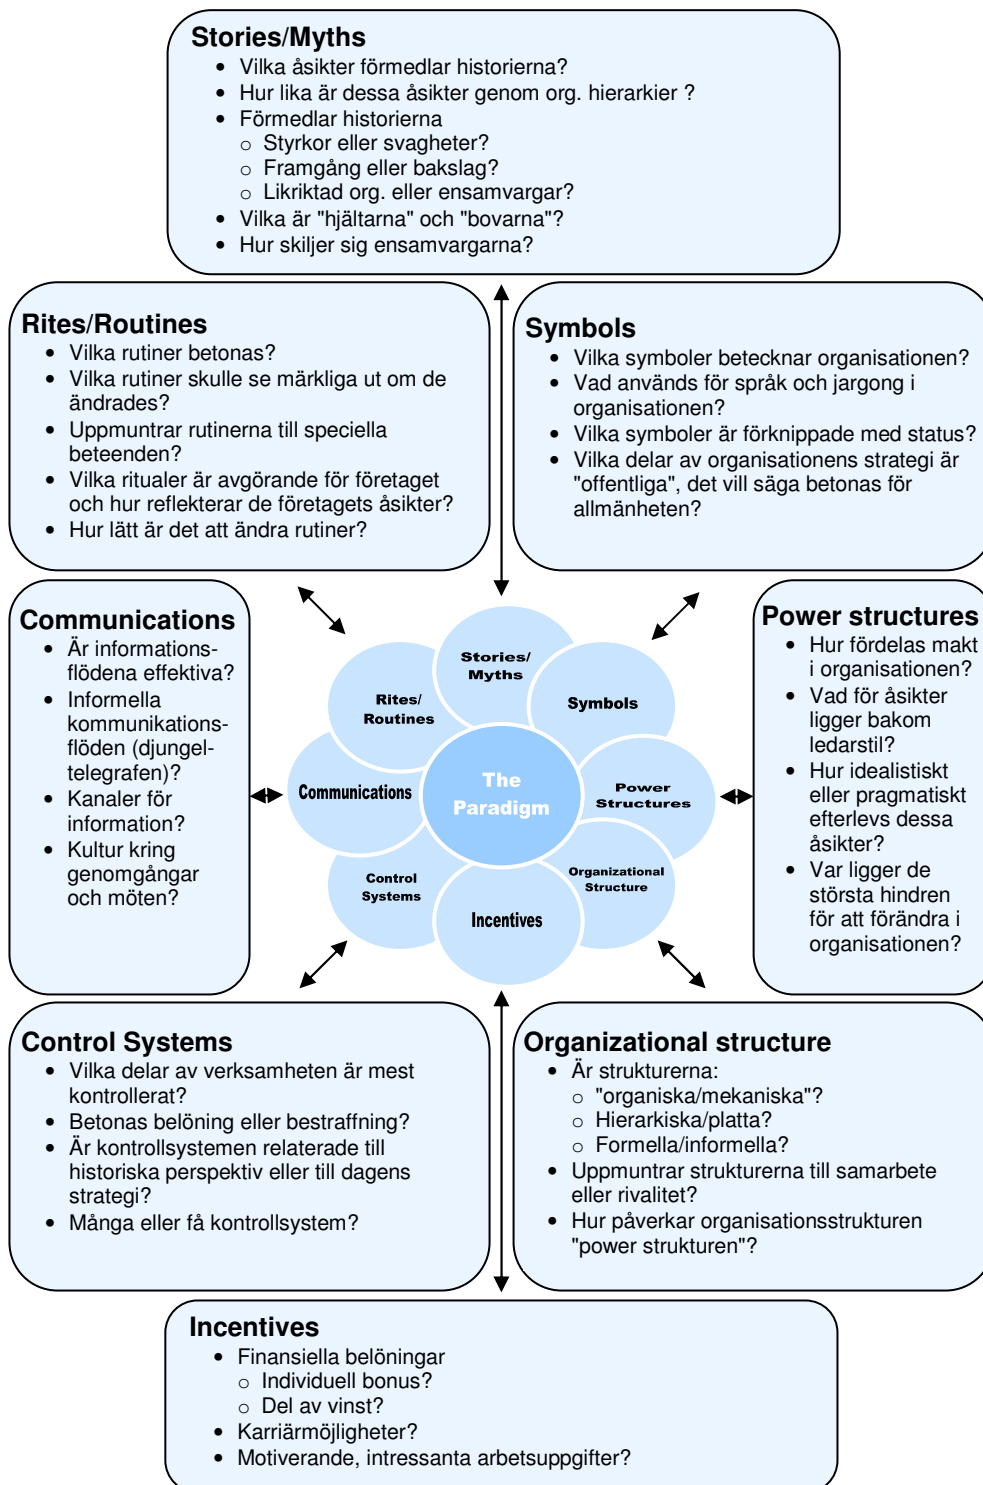 Stories/Myths
• Vilka åsikter förmedlar historierna?
• Hur lika är dessa åsikter genom org. hierarkier ?
• Förmedlar historierna
o Styrkor eller svagheter?
o Framgång eller bakslag?
o Likriktad org. eller ensamvargar?
• Vilka är "hjältarna" och "bovarna"?
• Hur skiljer sig ensamvargarna?
Rites/Routines
• Vilka rutiner betonas?
• Vilka rutiner skulle se märkliga ut om de
ändrades?
• Uppmuntrar rutinerna till speciella
beteenden?
• Vilka ritualer är avgörande för företaget
och hur reflekterar de företagets åsikter?
• Hur lätt är det att ändra rutiner?
Symbols
• Vilka symboler betecknar organisationen?
• Vad används för språk och jargong i
organisationen?
• Vilka symboler är förknippade med status?
• Vilka delar av organisationens strategi är
"offentliga", det vill säga betonas för
allmänheten?
Communications
• Är informations-
flödena effektiva?
• Informella
kommunikations-
flöden (djungel-
telegrafen)?
• Kanaler för
information?
• Kultur kring
genomgångar
och möten?
Stories/
Myths
Rites/
Routines
Symbols
Communications
The
Paradigm
Power
Structures
Control
Systems
Organizational
Structure
Incentives
Power structures
• Hur fördelas makt
i organisationen?
• Vad för åsikter
ligger bakom
ledarstil?
• Hur idealistiskt
eller pragmatiskt
efterlevs dessa
åsikter?
• Var ligger de
största hindren
för att förändra i
organisationen?
Control Systems
• Vilka delar av verksamheten är mest
kontrollerat?
• Betonas belöning eller bestraffning?
• Är kontrollsystemen relaterade till
historiska perspektiv eller till dagens
strategi?
• Många eller få kontrollsystem?
Organizational structure
• Är strukturerna:
o "organiska/mekaniska"?
o Hierarkiska/platta?
o Formella/informella?
• Uppmuntrar strukturerna till samarbete
eller rivalitet?
• Hur påverkar organisationsstrukturen
"power strukturen"?
Incentives
• Finansiella belöningar
o Individuell bonus?
o Del av vinst?
• Karriärmöjligheter?
• Motiverande, intressanta arbetsuppgifter?